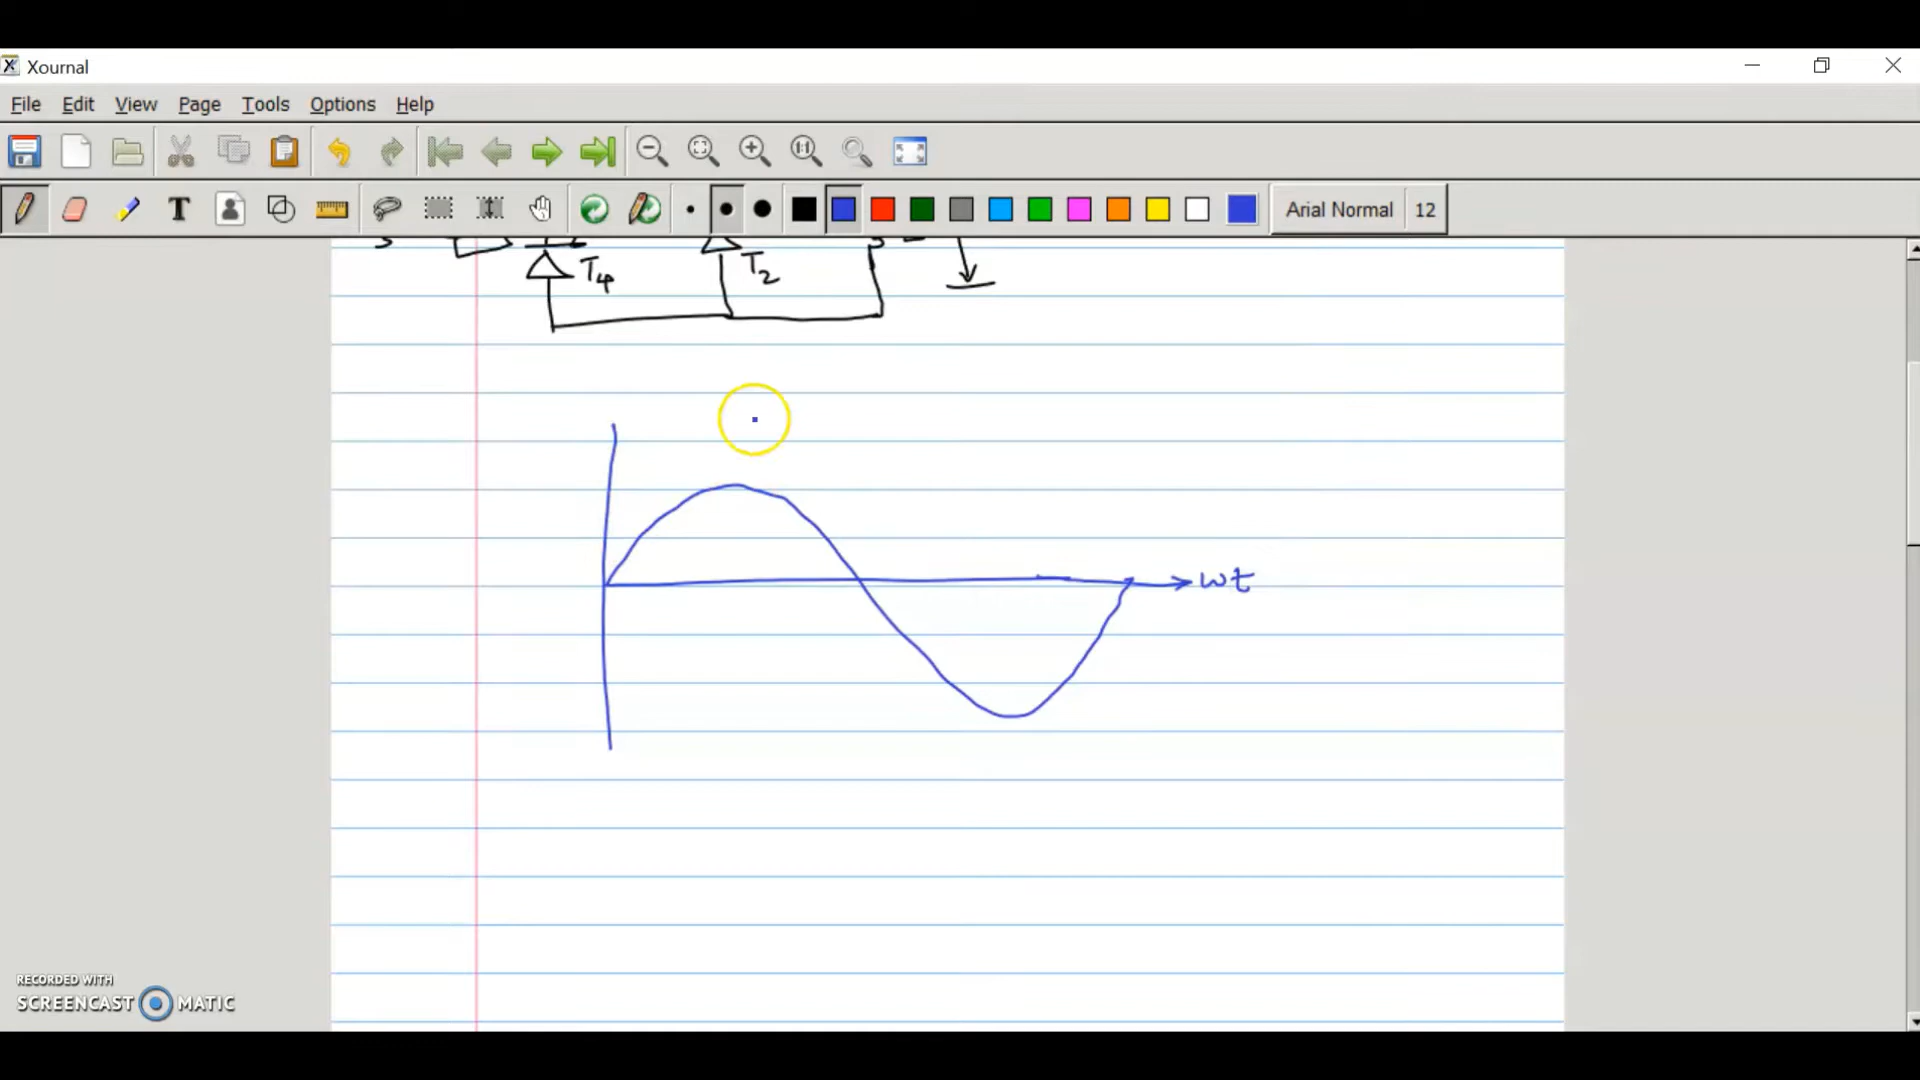 Xournal
File Edit View Page Tools Options Help
T Arial Normal 12
T4 T2
wt
RECORDED WITH
SCREENCAST MATIC